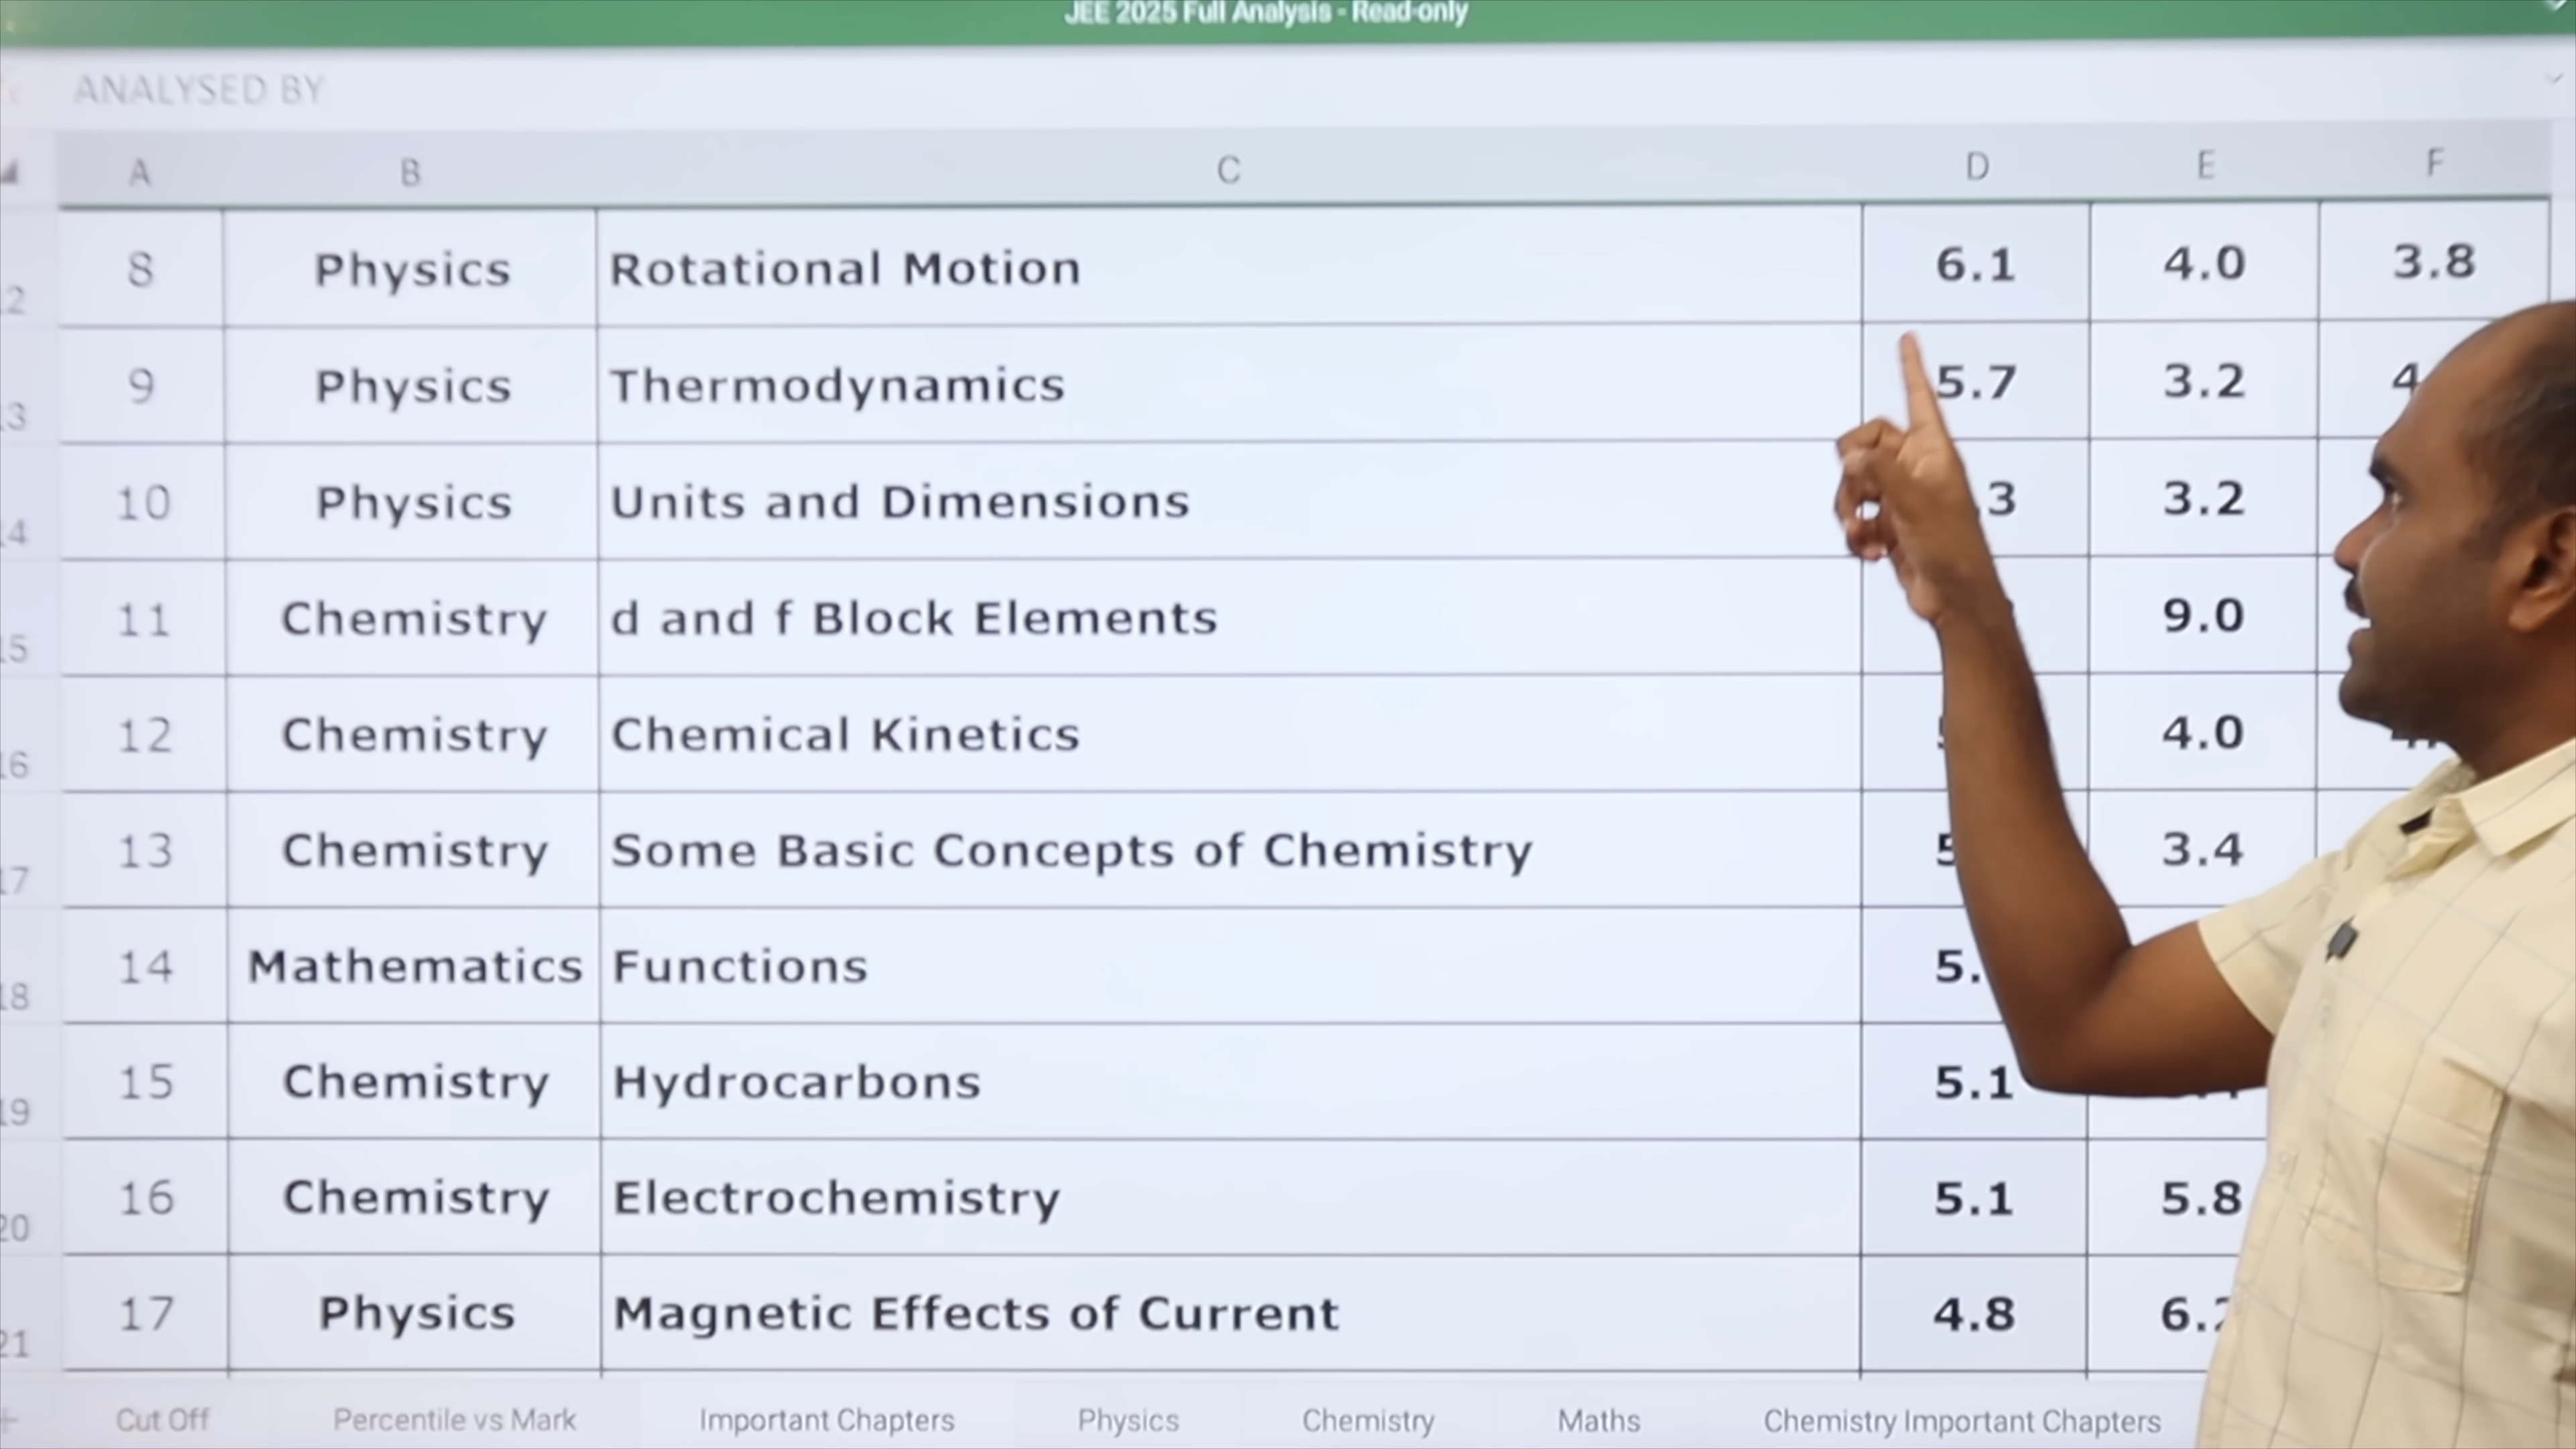 JEE 2025 Full Analysis - Read-only
ANALYSED BY
A B C D E F
8 Physics Rotational Motion 6.1 4.0 3.8
9 Physics Thermodynamics 5.7 3.2
10 Physics Units and Dimensions 3.2
11 Chemistry d and f Block Elements 9.0
12 Chemistry Chemical Kinetics 4.0
13 Chemistry Some Basic Concepts of Chemistry 3.4
14 Mathematics Functions
15 Chemistry Hydrocarbons 5.1
16 Chemistry Electrochemistry 5.1 5.8
17 Physics Magnetic Effects of Current 4.8
Cut Off Percentile vs Mark Important Chapters Physics Chemistry Maths Chemistry Important Chapters